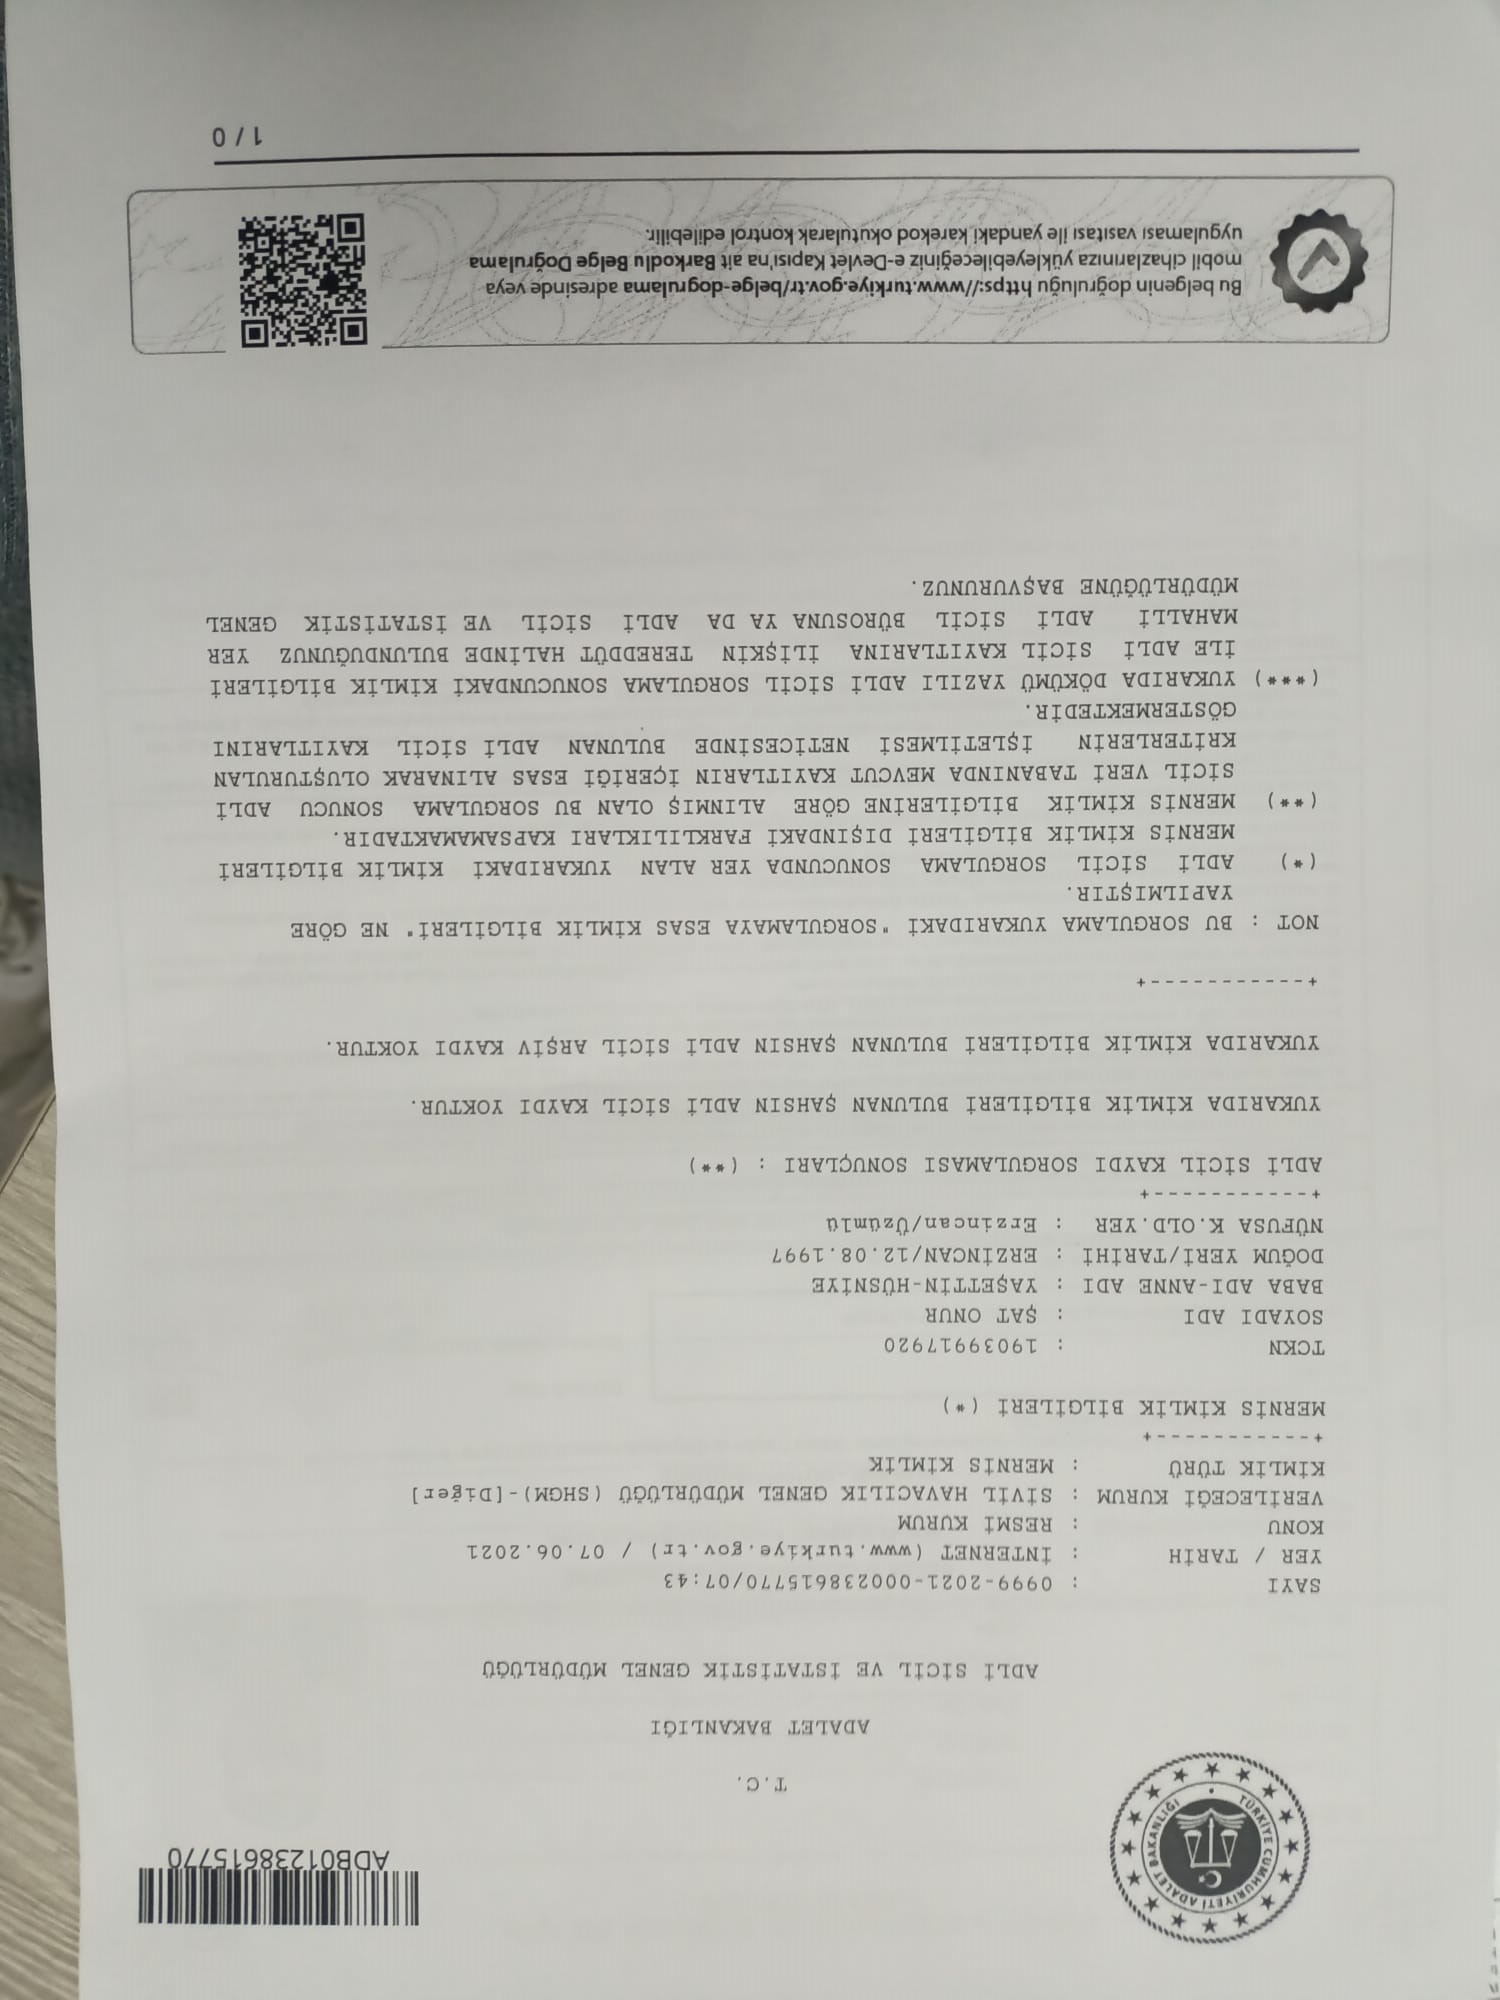 ADB01238615770
TÜRKİYE CUMHURİYETİ ADALET BAKANLIĞI
T.C.
ADALET BAKANLIĞI
ADLİ SİCİL VE İSTATİSTİK GENEL MÜDÜRLÜĞÜ
SAYI : 0999-2021-000238615770/07:43
YER / TARİH : İNTERNET (www.turkiye.gov.tr) / 07.06.2021
KONU : RESMİ KURUM
VERİLECEĞİ KURUM : SİVİL HAVACILIK GENEL MÜDÜRLÜĞÜ (SHGM)-[Diğer]
KİMLİK TÜRÜ : MERNİS KİMLİK
+-----------+
MERNİS KİMLİK BİLGİLERİ (*)
TCKN : 19039917920
SOYADI ADI : ŞAT ONUR
BABA ADI-ANNE ADI : YAŞETTİN-HÜSNİYE
DOĞUM YERİ/TARİHİ : ERZİNCAN/12.08.1997
NÜFUSA K.OLD.YER : Erzincan/Üzümlü
+-----------+
ADLİ SİCİL KAYDI SORGULAMASI SONUÇLARI : (**)
YUKARIDA KİMLİK BİLGİLERİ BULUNAN ŞAHSIN ADLİ SİCİL KAYDI YOKTUR.
YUKARIDA KİMLİK BİLGİLERİ BULUNAN ŞAHSIN ADLİ SİCİL ARŞİV KAYDI YOKTUR.
+-----------+
NOT : BU SORGULAMA YUKARIDAKİ "SORGULAMAYA ESAS KİMLİK BİLGİLERİ" NE GÖRE
YAPILMIŞTIR.
(*) ADLİ SİCİL SORGULAMA SONUCUNDA YER ALAN YUKARIDAKİ KİMLİK BİLGİLERİ
MERNİS KİMLİK BİLGİLERİ DIŞINDAKİ FARKLILIKLARI KAPSAMAMAKTADIR.
(**) MERNİS KİMLİK BİLGİLERİNE GÖRE ALINMIŞ OLAN BU SORGULAMA SONUCU ADLİ
SİCİL VERİ TABANINDA MEVCUT KAYITLARIN İÇERİĞİ ESAS ALINARAK OLUŞTURULAN
KRİTERLERİN İŞLETİLMESİ NETİCESİNDE BULUNAN ADLİ SİCİL KAYITLARINI
GÖSTERMEKTEDİR.
(***) YUKARIDA DÖKÜMÜ YAZILI ADLİ SİCİL SORGULAMA SONUCUNDAKİ KİMLİK BİLGİLERİ
İLE ADLİ SİCİL KAYITLARINA İLİŞKİN TEREDDÜT HALİNDE BULUNDUĞUNUZ YER
MAHALLİ ADLİ SİCİL BÜROSUNA YA DA ADLİ SİCİL VE İSTATİSTİK GENEL
MÜDÜRLÜĞÜNE BAŞVURUNUZ.
Bu belgenin doğruluğu https://www.turkiye.gov.tr/belge-dogrulama adresinde veya
mobil cihazlarınıza yükleyebileceğiniz e-Devlet Kapısı'na ait Barkodlu Belge Doğrulama
uygulaması vasıtası ile yandaki karekod okutularak kontrol edilebilir.
1 / 0